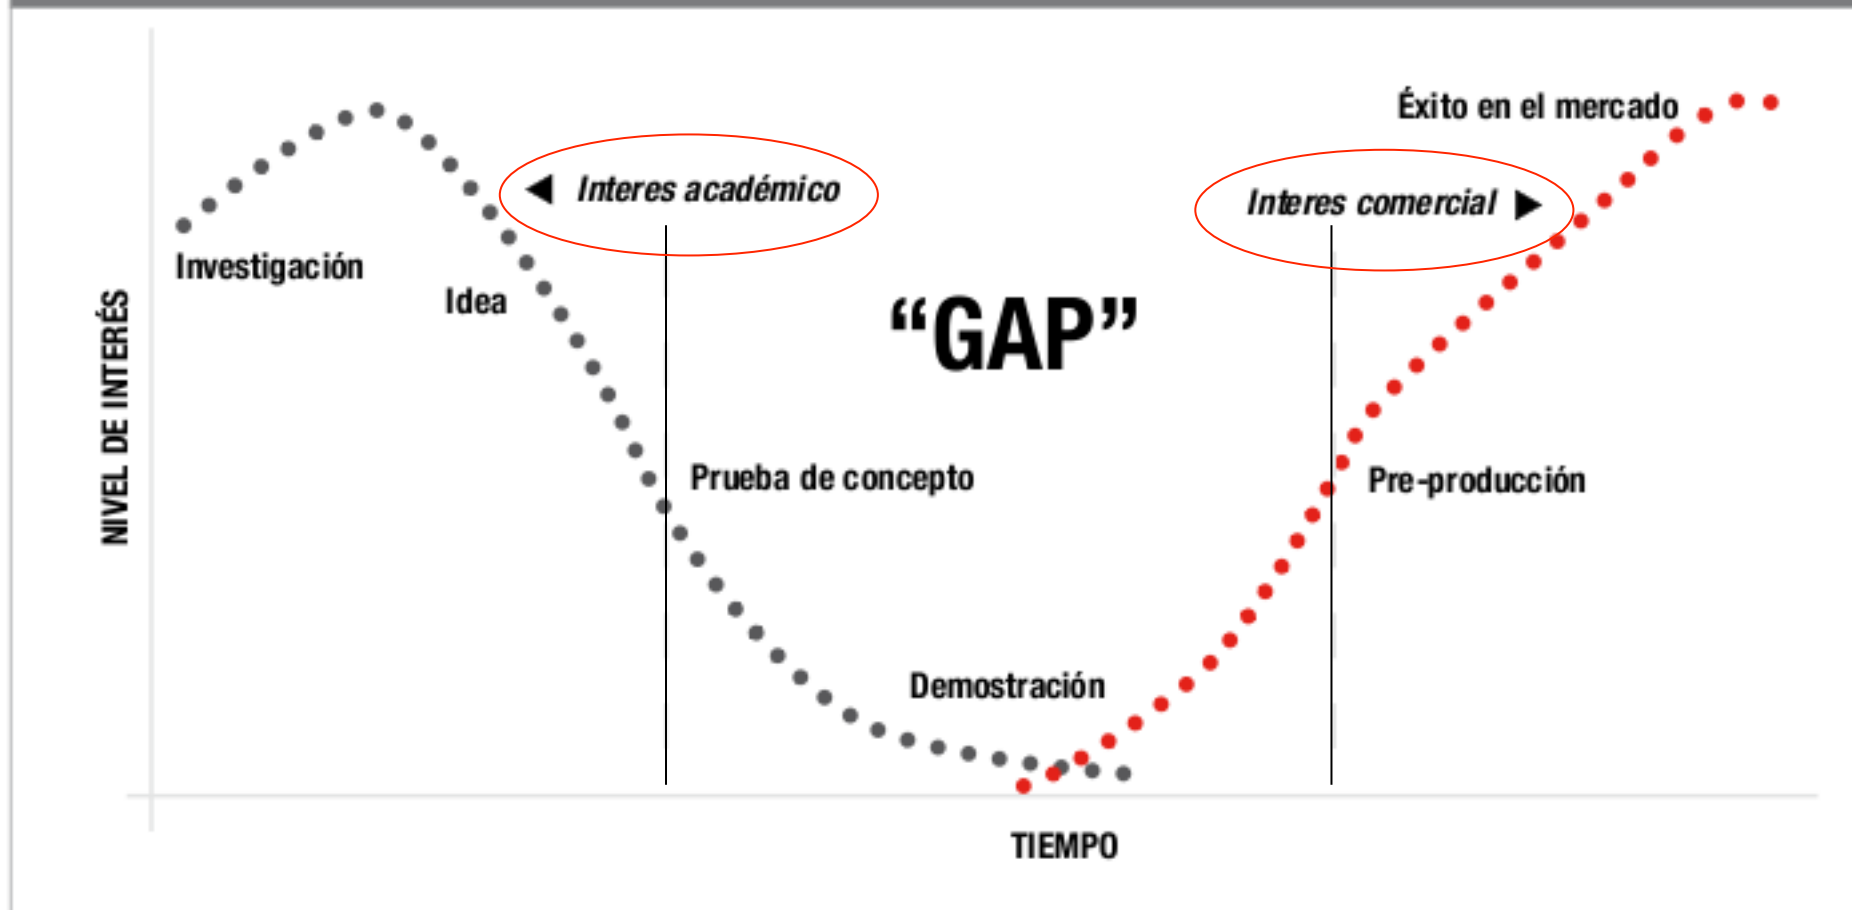 Éxito en el mercado
Interes académico
Interes comercial
Investigación
Idea
“GAP”
NIVEL DE INTERÉS
Prueba de concepto
Pre-producción
Demostración
TIEMPO